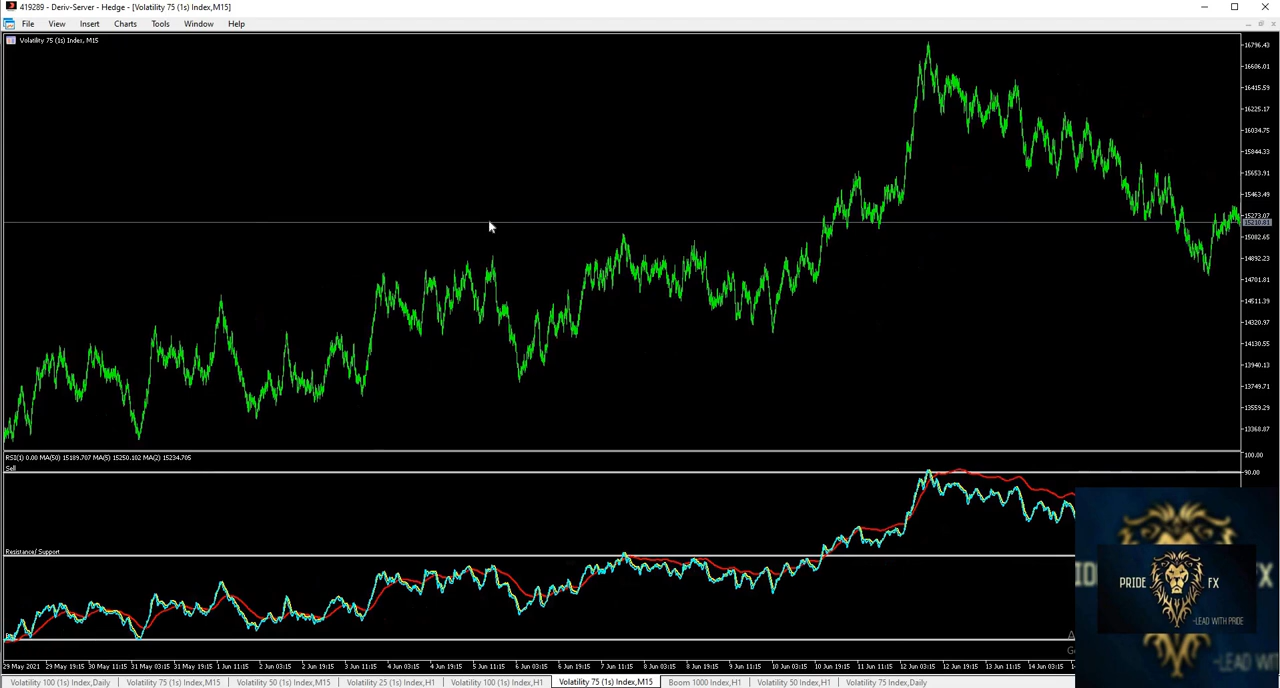 419289 - Deriv-Server - Hedge - [Volatility 75 (1s) Index,M15]
File View Insert Charts Tools Window Help
Volatility 75 (1s) Index, M15
16796.43
16606.01
16415.59
16225.17
16034.75
15844.33
15653.91
15463.49
15273.07
15210.81
15082.65
14892.23
14701.81
14511.39
14320.97
14130.55
13940.13
13749.71
13559.29
13368.87
RSI(1) 0.00 MA(50) 15189.707 MA(5) 15250.102 MA(2) 15234.705
100.00
Sell
90.00
Resistance/ Support
PRIDE FX
-LEAD WITH PRIDE
29 May 2021 29 May 19:15 30 May 11:15 31 May 03:15 31 May 19:15 1 Jun 11:15 2 Jun 03:15 2 Jun 19:15 3 Jun 11:15 4 Jun 03:15 4 Jun 19:15 5 Jun 11:15 6 Jun 03:15 6 Jun 19:15 7 Jun 11:15 8 Jun 03:15 8 Jun 19:15 9 Jun 11:15 10 Jun 03:15 10 Jun 19:15 11 Jun 11:15 12 Jun 03:15 12 Jun 19:15 13 Jun 11:15 14 Jun 03:15
Volatility 100 (1s) Index,Daily Volatility 75 (1s) Index,M15 Volatility 50 (1s) Index,M15 Volatility 25 (1s) Index,H1 Volatility 100 (1s) Index,H1 Volatility 75 (1s) Index,M15 Boom 1000 Index,H1 Volatility 50 (1s) Index,H1 Volatility 75 Index,Daily